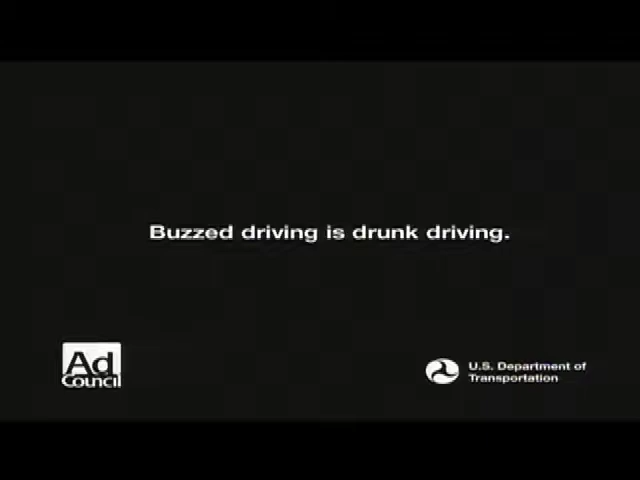 Buzzed driving is drunk driving.
Ad
Council
U.S. Department of
Transportation